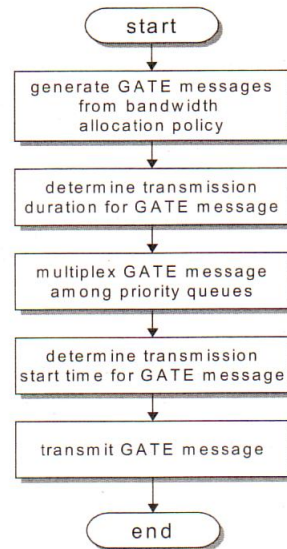 start
generate GATE messages
from bandwidth
allocation policy
determine transmission
duration for GATE message
multiplex GATE message
among priority queues
determine transmission
start time for GATE message
transmit GATE message
end